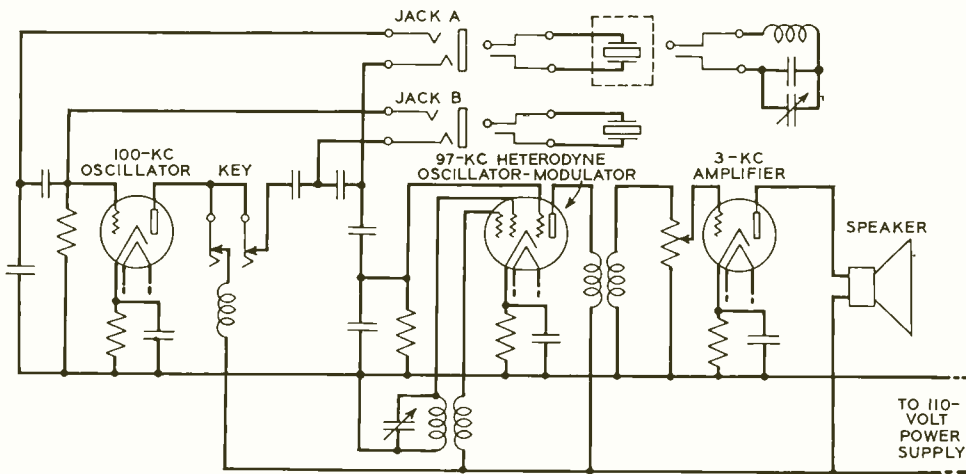 JACK A
JACK B
100-KC
OSCILLATOR
KEY
97-KC HETERODYNE
OSCILLATOR-MODULATOR
3-KC
AMPLIFIER
SPEAKER
TO 110-
VOLT
POWER
SUPPLY